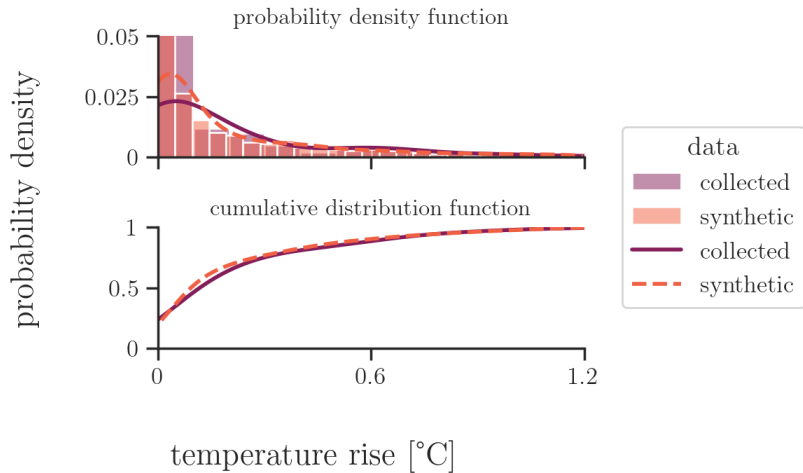 probability density function
0.05
0.025
0
probability density
cumulative distribution function
1
0.5
0
0
0.6
1.2
temperature rise [°C]
data
collected
synthetic
collected
synthetic